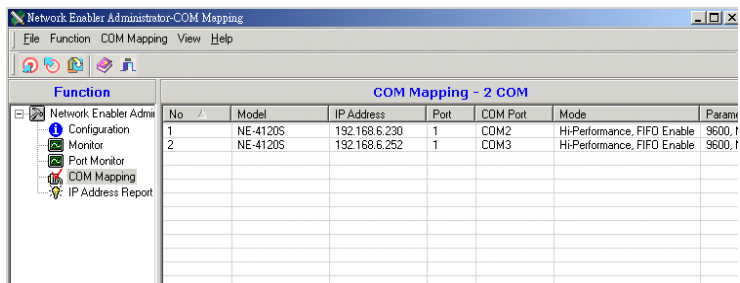 Network Enabler Administrator-COM Mapping
File Function COM Mapping View Help
Function
COM Mapping - 2 COM
Network Enabler Admi
Configuration
Monitor
Port Monitor
COM Mapping
IP Address Report
No Model IP Address Port COM Port Mode Parame
1 NE-4120S 192.168.6.230 1 COM2 Hi-Performance, FIFO Enable 9600, N
2 NE-4120S 192.168.6.252 1 COM3 Hi-Performance, FIFO Enable 9600, N